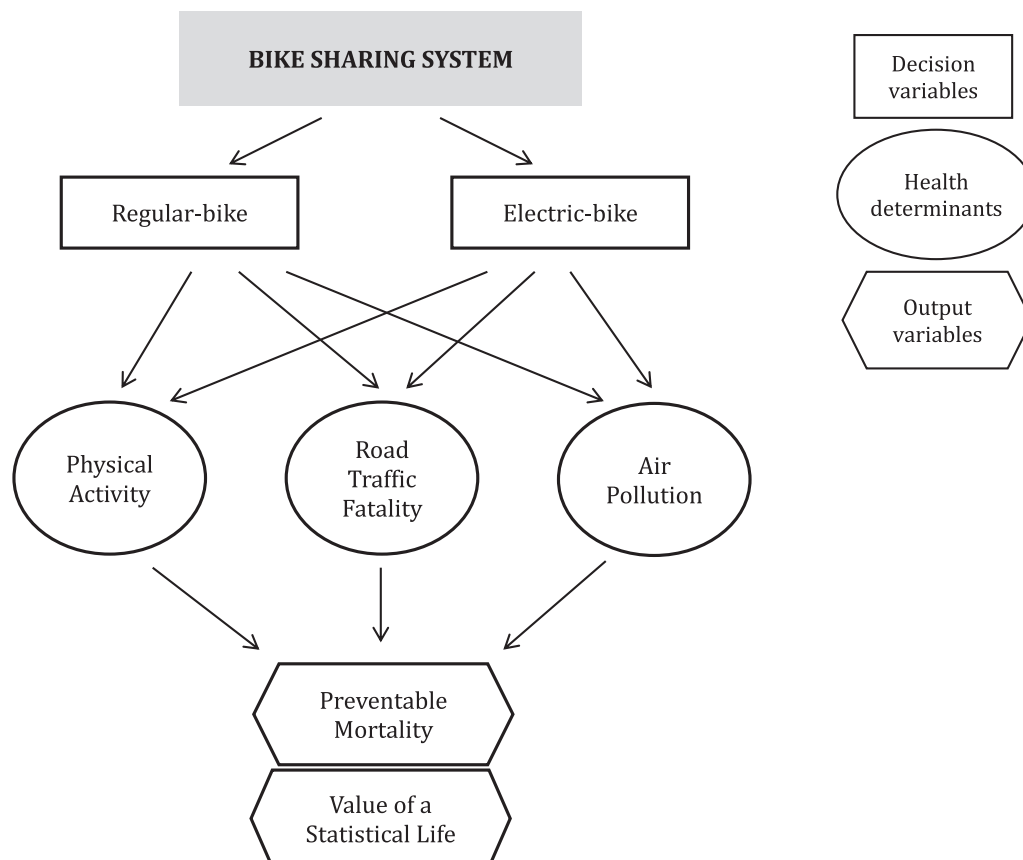 BIKE SHARING SYSTEM
Decision
variables
Regular-bike
Electric-bike
Health
determinants
Output
variables
Physical
Activity
Road
Traffic
Fatality
Air
Pollution
Preventable
Mortality
Value of a
Statistical Life